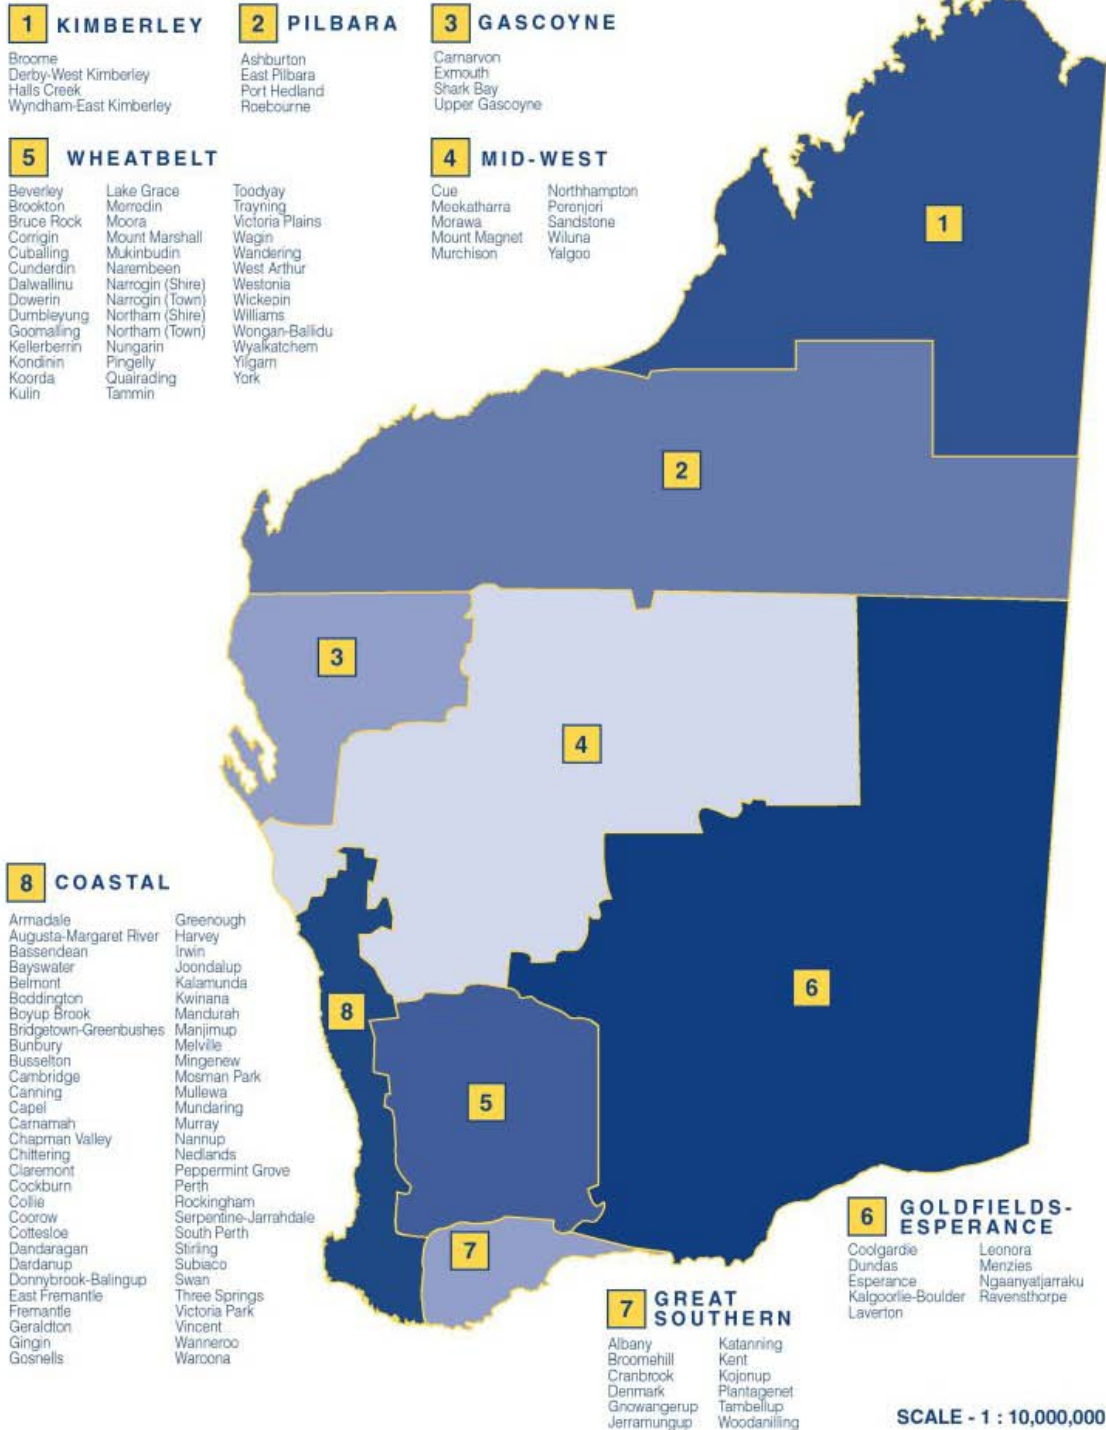 1 KIMBERLEY
Broome
Derby-West Kimberley
Halls Creek
Wyndham-East Kimberley
2 PILBARA
Ashburton
East Pilbara
Port Hedland
Roebourne
3 GASCOYNE
Carnarvon
Exmouth
Shark Bay
Upper Gascoyne
5 WHEATBELT
Beverley
Brookton
Bruce Rock
Corrigin
Cuballing
Cunderdin
Dalwallinu
Dowerin
Dumbleyung
Goomalling
Kellerberrin
Kondinin
Koorda
Kulin
Lake Grace
Merredin
Moora
Mount Marshall
Mukinbudin
Narembeen
Narrogin (Shire)
Narrogin (Town)
Northam (Shire)
Northam (Town)
Nungarin
Pingelly
Quairading
Tammin
Toodyay
Trayning
Victoria Plains
Wagin
Wandering
West Arthur
Westonia
Wickepin
Williams
Wongan-Ballidu
Wyalkatchem
Yilgarn
York
4 MID-WEST
Cue
Meekatharra
Morawa
Mount Magnet
Murchison
Northhampton
Perenjori
Sandstone
Wiluna
Yalgoo
1
2
3
4
8 COASTAL
Armadale
Augusta-Margaret River
Bassendean
Bayswater
Belmont
Boddington
Boyup Brook
Bridgetown-Greenbushes
Bunbury
Busselton
Cambridge
Canning
Capel
Carnamah
Chapman Valley
Chittering
Claremont
Cockburn
Collie
Coorow
Cottesloe
Dandaragan
Dardanup
Donnybrook-Balingup
East Fremantle
Fremantle
Geraldton
Gingin
Gosnells
Greenough
Harvey
Irwin
Joondalup
Kalamunda
Kwinana
Mandurah
Manjimup
Melville
Mingenew
Mosman Park
Mullewa
Mundaring
Murray
Nannup
Nedlands
Peppermint Grove
Perth
Rockingham
Serpentine-Jarrahdale
South Perth
Stirling
Subiaco
Swan
Three Springs
Victoria Park
Vincent
Wanneroo
Waroona
6
8
5
7
6 GOLDFIELDS-
ESPERANCE
Coolgardie
Dundas
Esperance
Kalgoorlie-Boulder
Laverton
Leonora
Menzies
Ngaanyatjarraku
Ravensthorpe
7 GREAT
SOUTHERN
Albany
Broomehill
Cranbrook
Denmark
Gnowangerup
Jerramungup
Katanning
Kent
Kojonup
Plantagenet
Tambellup
Woodanilling
SCALE - 1 : 10,000,000